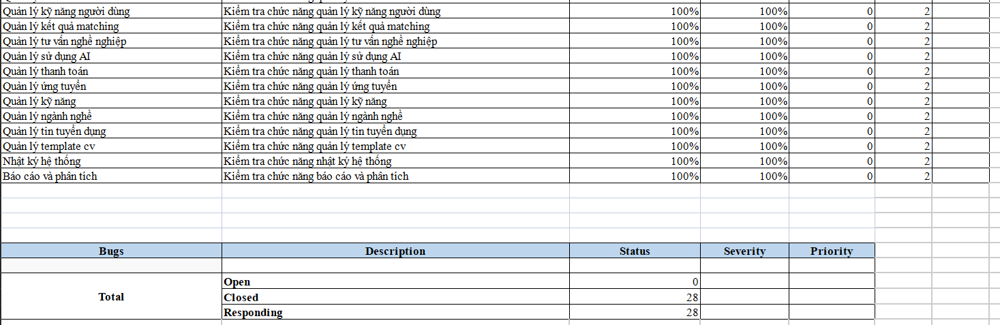 Quản lý kỹ năng người dùng Kiểm tra chức năng quản lý kỹ năng người dùng 100% 100% 0 2
Quản lý kết quả matching Kiểm tra chức năng quản lý kết quả matching 100% 100% 0 2
Quản lý tư vấn nghề nghiệp Kiểm tra chức năng quản lý tư vấn nghề nghiệp 100% 100% 0 2
Quản lý sử dụng AI Kiểm tra chức năng quản lý sử dụng AI 100% 100% 0 2
Quản lý thanh toán Kiểm tra chức năng quản lý thanh toán 100% 100% 0 2
Quản lý ứng tuyển Kiểm tra chức năng quản lý ứng tuyển 100% 100% 0 2
Quản lý kỹ năng Kiểm tra chức năng quản lý kỹ năng 100% 100% 0 2
Quản lý ngành nghề Kiểm tra chức năng quản lý ngành nghề 100% 100% 0 2
Quản lý tin tuyển dụng Kiểm tra chức năng quản lý tin tuyển dụng 100% 100% 0 2
Quản lý template cv Kiểm tra chức năng quản lý template cv 100% 100% 0 2
Nhật ký hệ thống Kiểm tra chức năng nhật ký hệ thống 100% 100% 0 2
Báo cáo và phân tích Kiểm tra chức năng báo cáo và phân tích 100% 100% 0 2
Bugs Description Status Severity Priority
Total
Open 0
Closed 28
Responding 28